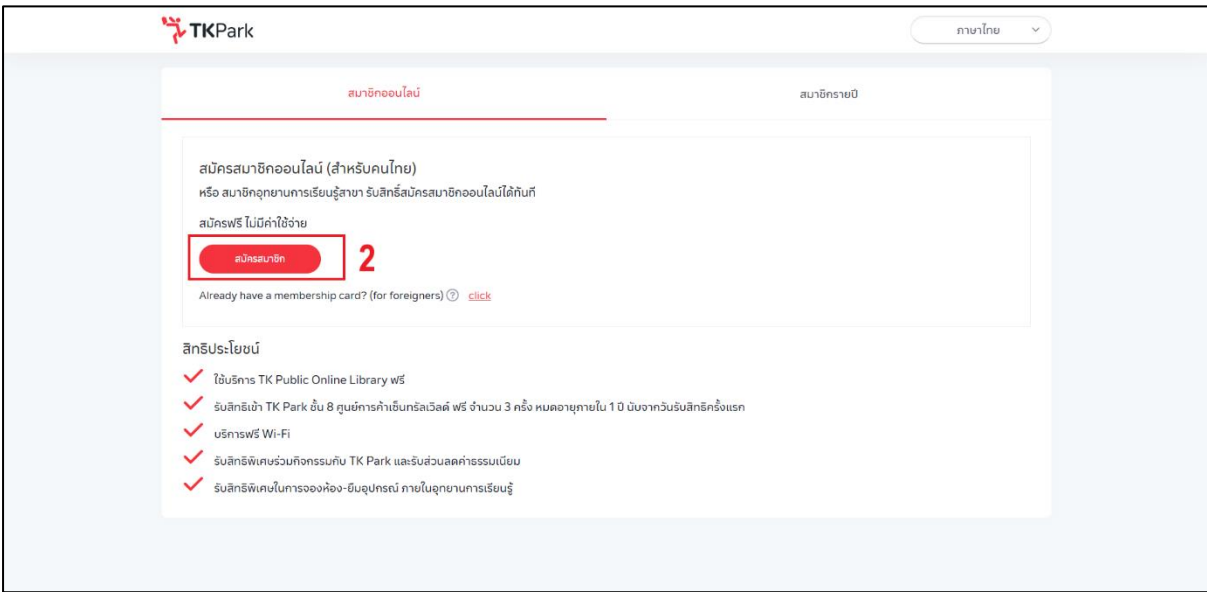 TKPark
ภาษาไทย
สมาชิกออนไลน์
สมาชิกรายปี
สมัครสมาชิกออนไลน์ (สำหรับคนไทย)
หรือ สมาชิกอุทยานการเรียนรู้สาขา รับสิทธิ์สมัครสมาชิกออนไลน์ได้ทันที
สมัครฟรี ไม่มีค่าใช้จ่าย
สมัครสมาชิก
2
Already have a membership card? (for foreigners) ? click
สิทธิประโยชน์
ใช้บริการ TK Public Online Library ฟรี
รับสิทธิเข้า TK Park ชั้น 8 ศูนย์การค้าเซ็นทรัลเวิลด์ ฟรี จำนวน 3 ครั้ง หมดอายุภายใน 1 ปี นับจากวันรับสิทธิครั้งแรก
บริการฟรี Wi-Fi
รับสิทธิพิเศษร่วมกิจกรรมกับ TK Park และรับส่วนลดค่าธรรมเนียม
รับสิทธิพิเศษในการจองห้อง-ยืมอุปกรณ์ ภายในอุทยานการเรียนรู้